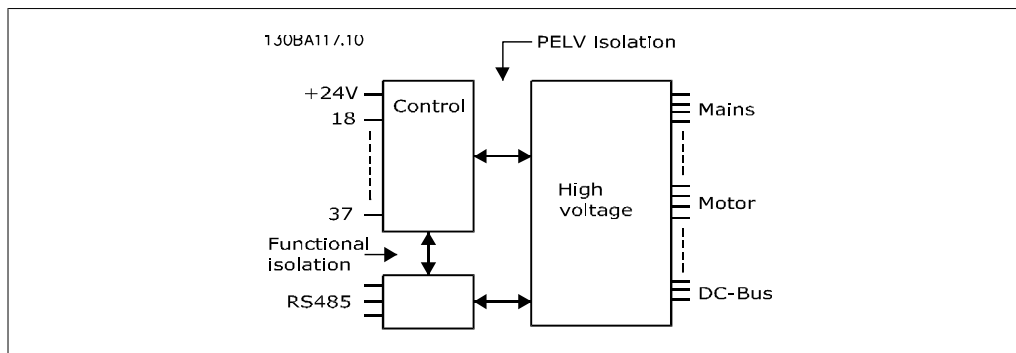 130BA117.10
PELV Isolation
+24V
Control
18
Mains
High
voltage
37
Motor
Functional
isolation
RS485
DC-Bus